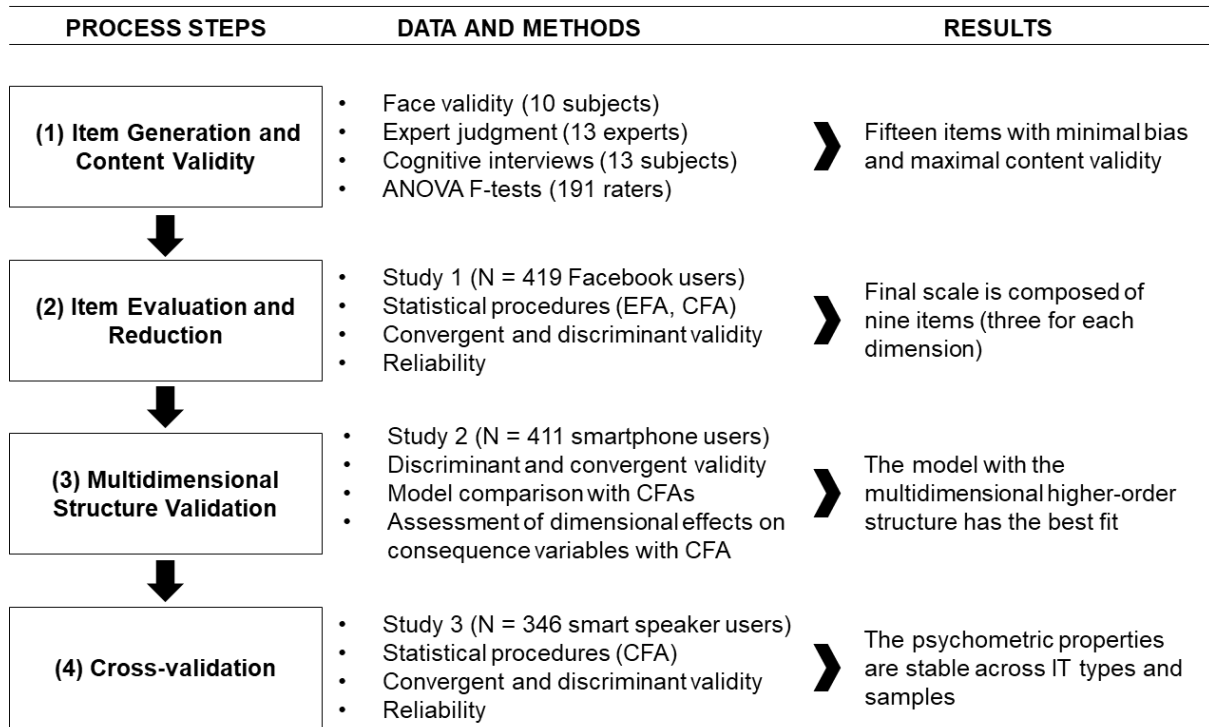 PROCESS STEPS DATA AND METHODS RESULTS
(1) Item Generation and
Content Validity
• Face validity (10 subjects)
• Expert judgment (13 experts)
• Cognitive interviews (13 subjects)
• ANOVA F-tests (191 raters)
Fifteen items with minimal bias
and maximal content validity
(2) Item Evaluation and
Reduction
• Study 1 (N = 419 Facebook users)
• Statistical procedures (EFA, CFA)
• Convergent and discriminant validity
• Reliability
Final scale is composed of
nine items (three for each
dimension)
(3) Multidimensional
Structure Validation
• Study 2 (N = 411 smartphone users)
• Discriminant and convergent validity
• Model comparison with CFAs
• Assessment of dimensional effects on
consequence variables with CFA
The model with the
multidimensional higher-order
structure has the best fit
(4) Cross-validation
• Study 3 (N = 346 smart speaker users)
• Statistical procedures (CFA)
• Convergent and discriminant validity
• Reliability
The psychometric properties
are stable across IT types and
samples